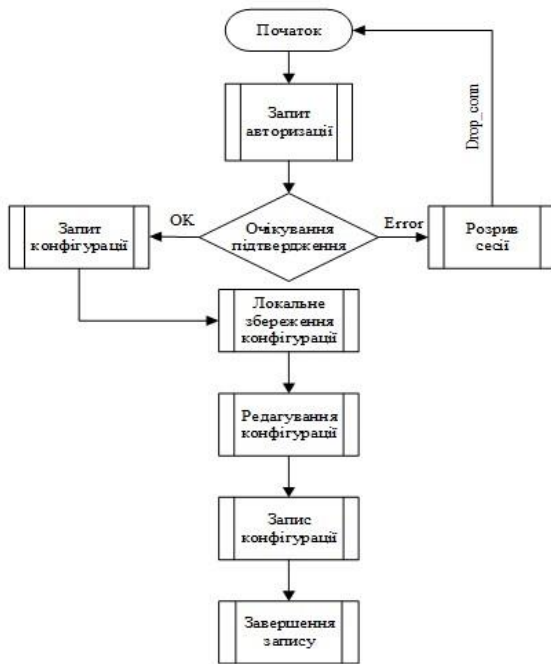 Початок
Запит
авторизації
Drop_conn
Очікування
підтвердження
OK
Error
Запит
конфігурації
Розрив
сесії
Локальне
збереження
конфігурації
Редагування
конфігурації
Запис
конфігурації
Завершення
запису